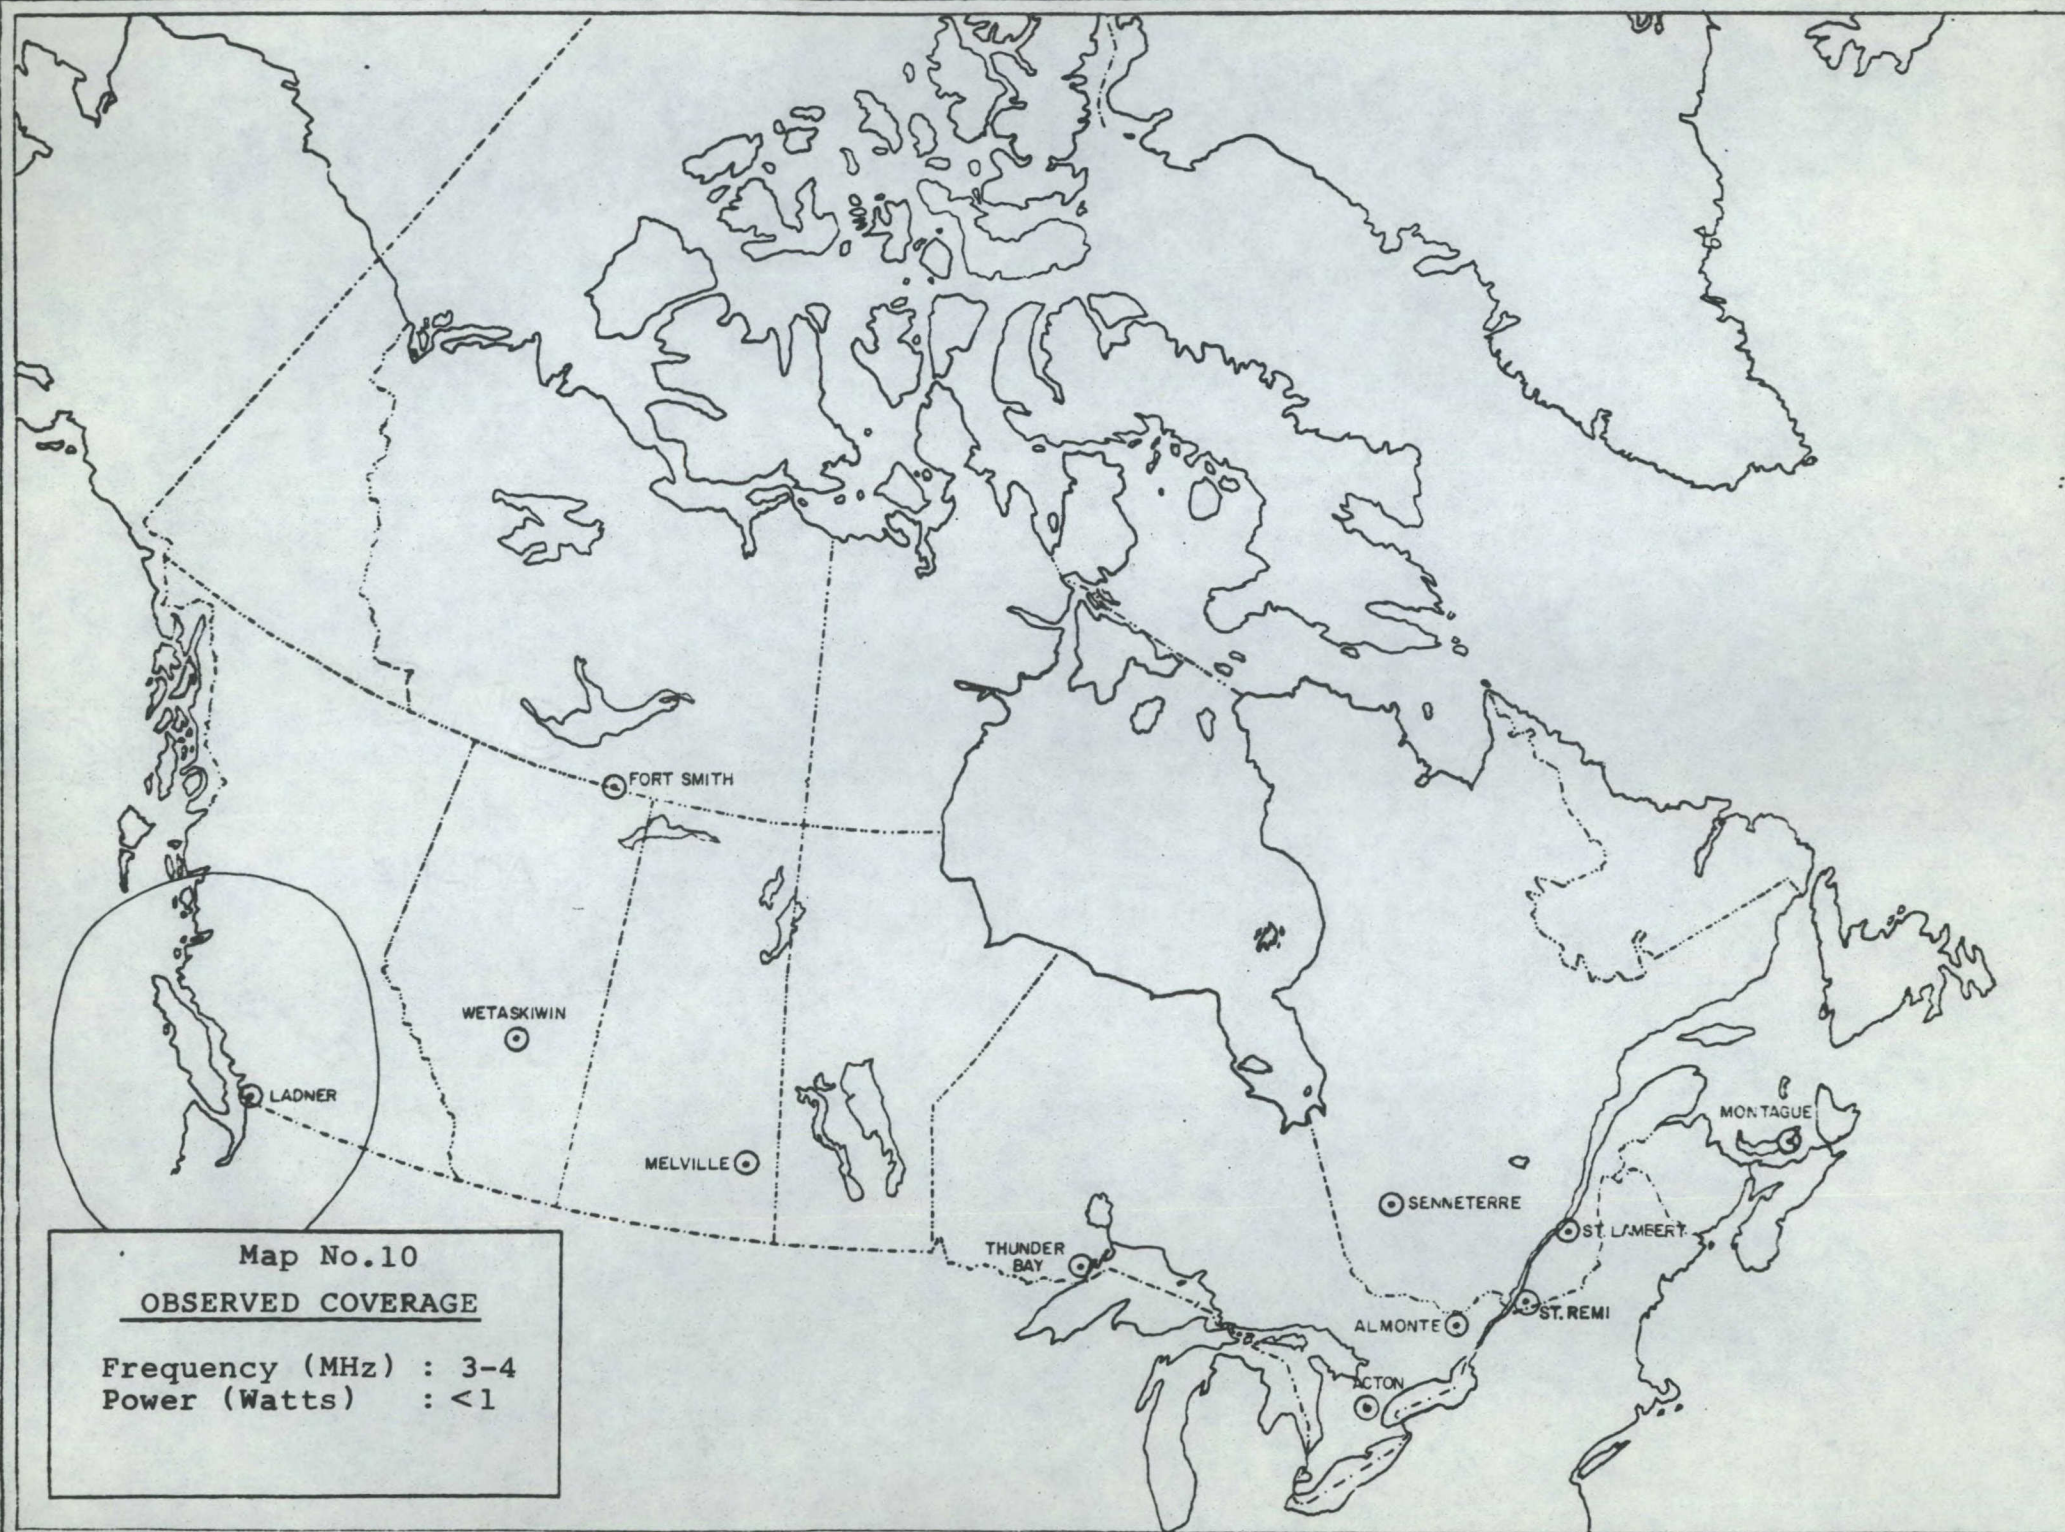 FORT SMITH
WETASKIWIN
LADNER
MELVILLE
MONTAGUE
SENNETERRE
ST. LAMBERT
THUNDER
BAY
ST. REMI
ALMONTE
ACTON
Map No.10
OBSERVED COVERAGE
Frequency (MHz) : 3-4
Power (Watts) : <1